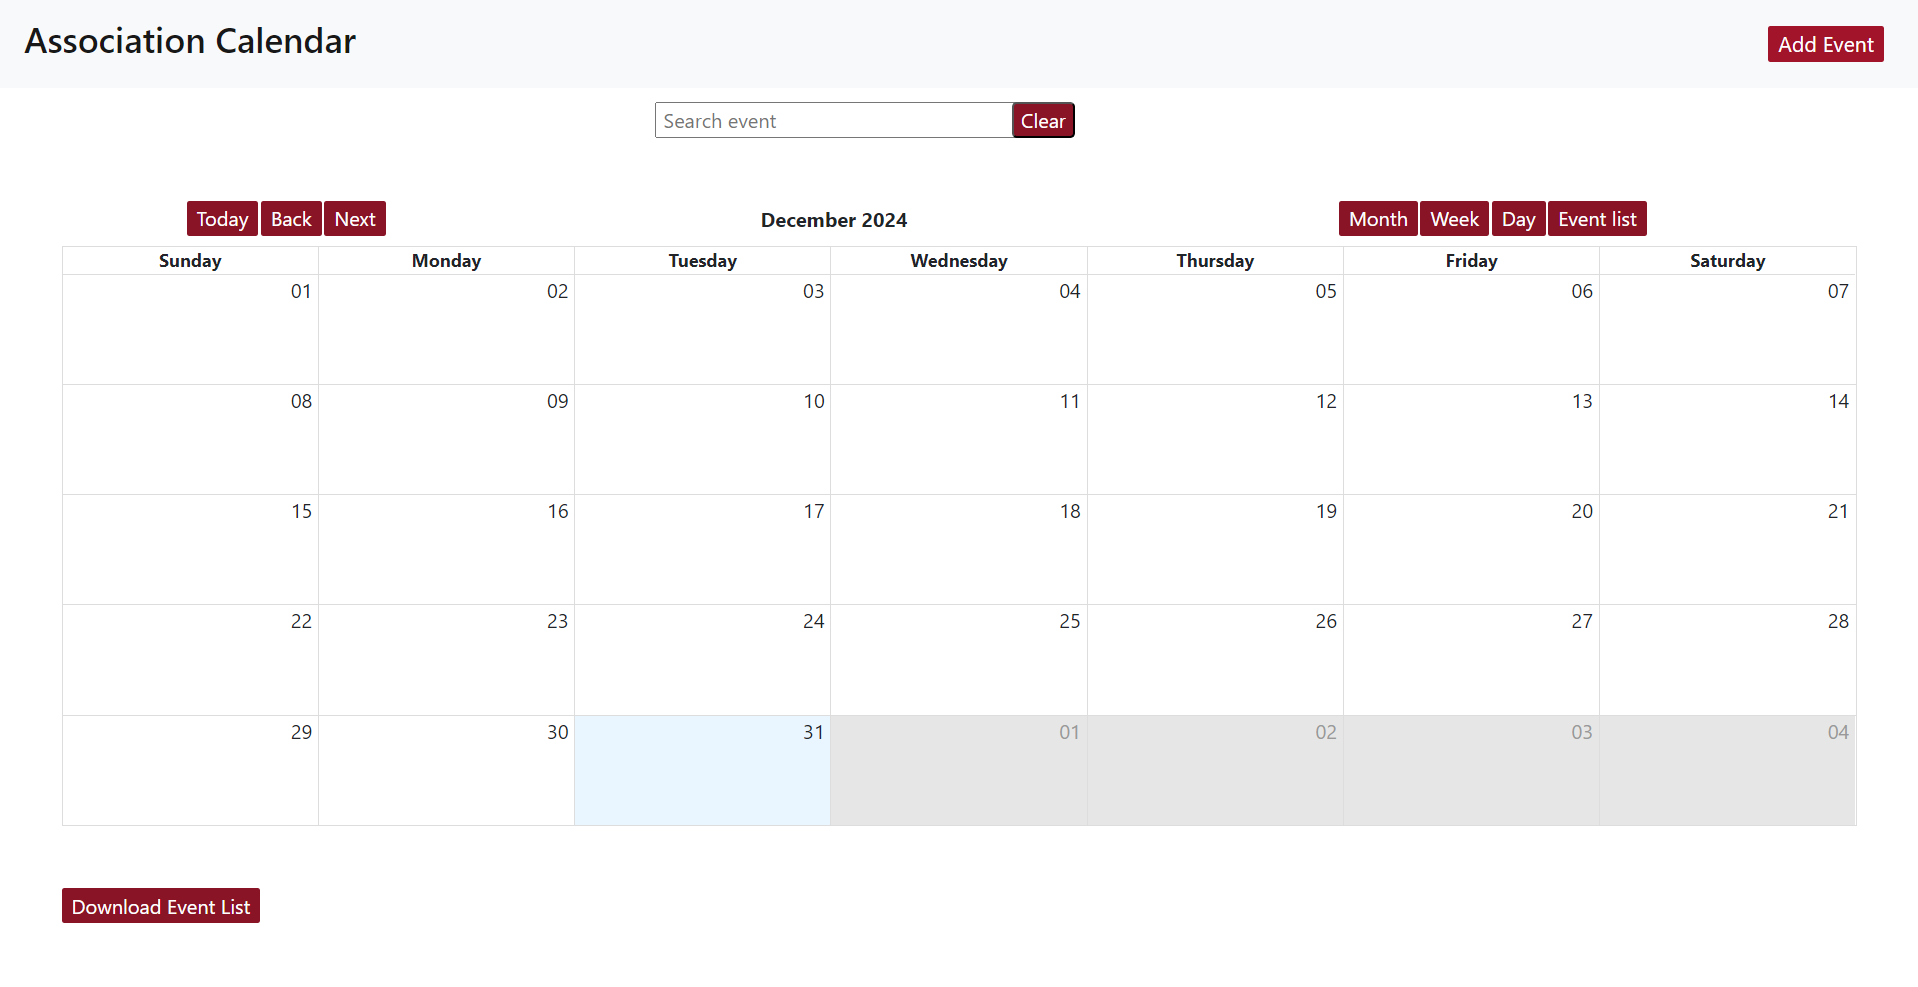 Association Calendar
Add Event
Search event
Clear
Today Back Next
December 2024
Month Week Day Event list
Sunday Monday Tuesday Wednesday Thursday Friday Saturday
01 02 03 04 05 06 07
08 09 10 11 12 13 14
15 16 17 18 19 20 21
22 23 24 25 26 27 28
29 30 31 01 02 03 04
Download Event List